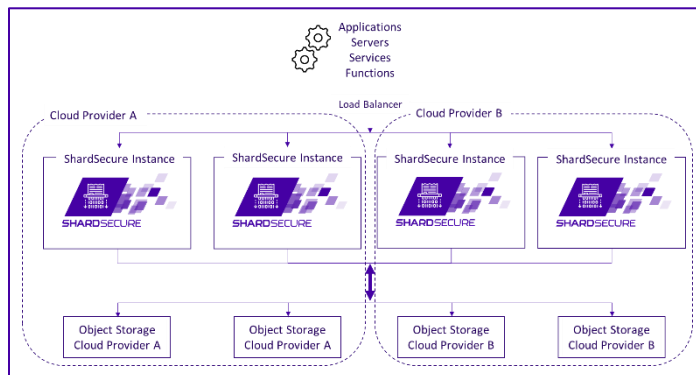 Applications
Servers
Services
Functions
Load Balancer
Cloud Provider A
Cloud Provider B
ShardSecure Instance
ShardSecure Instance
ShardSecure Instance
ShardSecure Instance
SHARDSECURE
SHARDSECURE
SHARDSECURE
SHARDSECURE
Object Storage
Cloud Provider A
Object Storage
Cloud Provider A
Object Storage
Cloud Provider B
Object Storage
Cloud Provider B